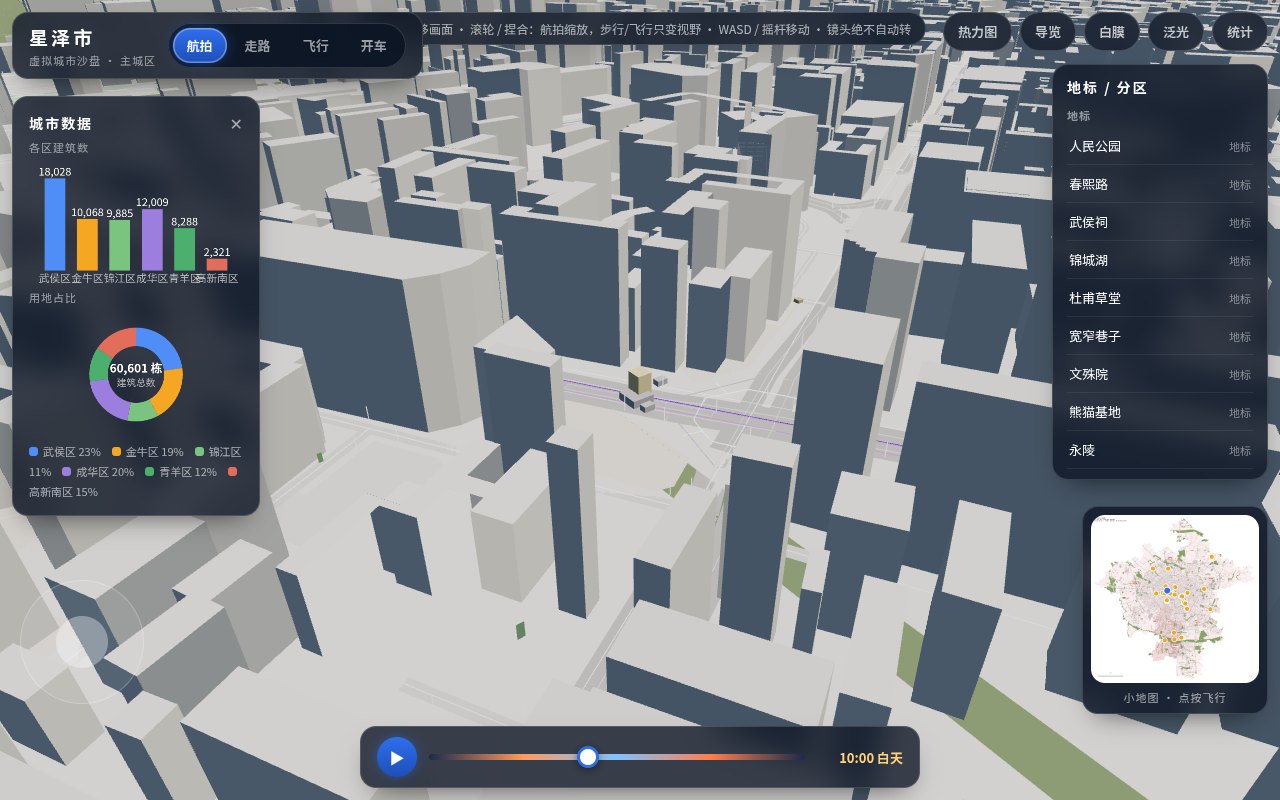 星泽市
虚拟城市沙盘 · 主城区
航拍
走路
飞行
开车
画面 · 滚轮 / 捏合：航拍缩放，步行/飞行只变视野 · WASD / 摇杆移动 · 镜头绝不自动转
热力图
导览
白膜
泛光
统计
城市数据
×
各区建筑数
18,028
10,068
9,885
12,009
8,288
2,321
武侯区
金牛区
锦江区
成华区
青羊区
高新南区
用地占比
60,601 栋
建筑总数
武侯区 23% 金牛区 19% 锦江区
11% 成华区 20% 青羊区 12%
高新南区 15%
地标 / 分区
地标
人民公园 地标
春熙路 地标
武侯祠 地标
锦城湖 地标
杜甫草堂 地标
宽窄巷子 地标
文殊院 地标
熊猫基地 地标
永陵 地标
小地图 · 点按飞行
10:00 白天